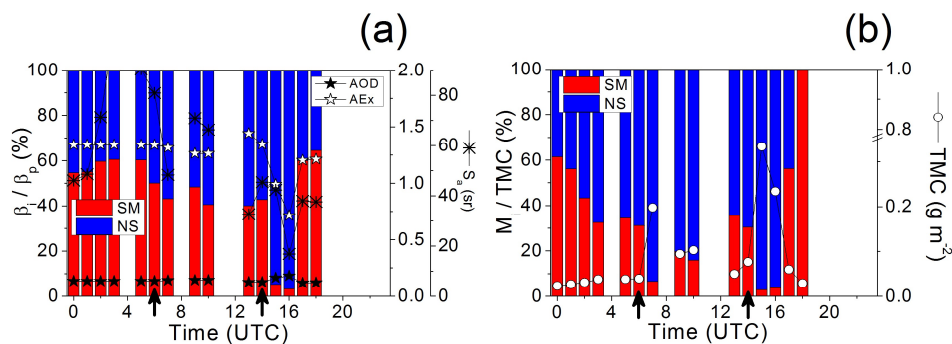 (a)
(b)
100
80
60
40
20
0
β_i / β_p (%)
2.0
1.5
1.0
0.5
0.0
80
60
40
20
0
S_a (sr)
AOD
AEx
SM
NS
0 4 8 12 16 20
Time (UTC)
100
80
60
40
20
0
M_i / TMC (%)
SM
NS
1.0
0.8
0.2
0.0
TMC (g m⁻²)
0 4 8 12 16 20
Time (UTC)